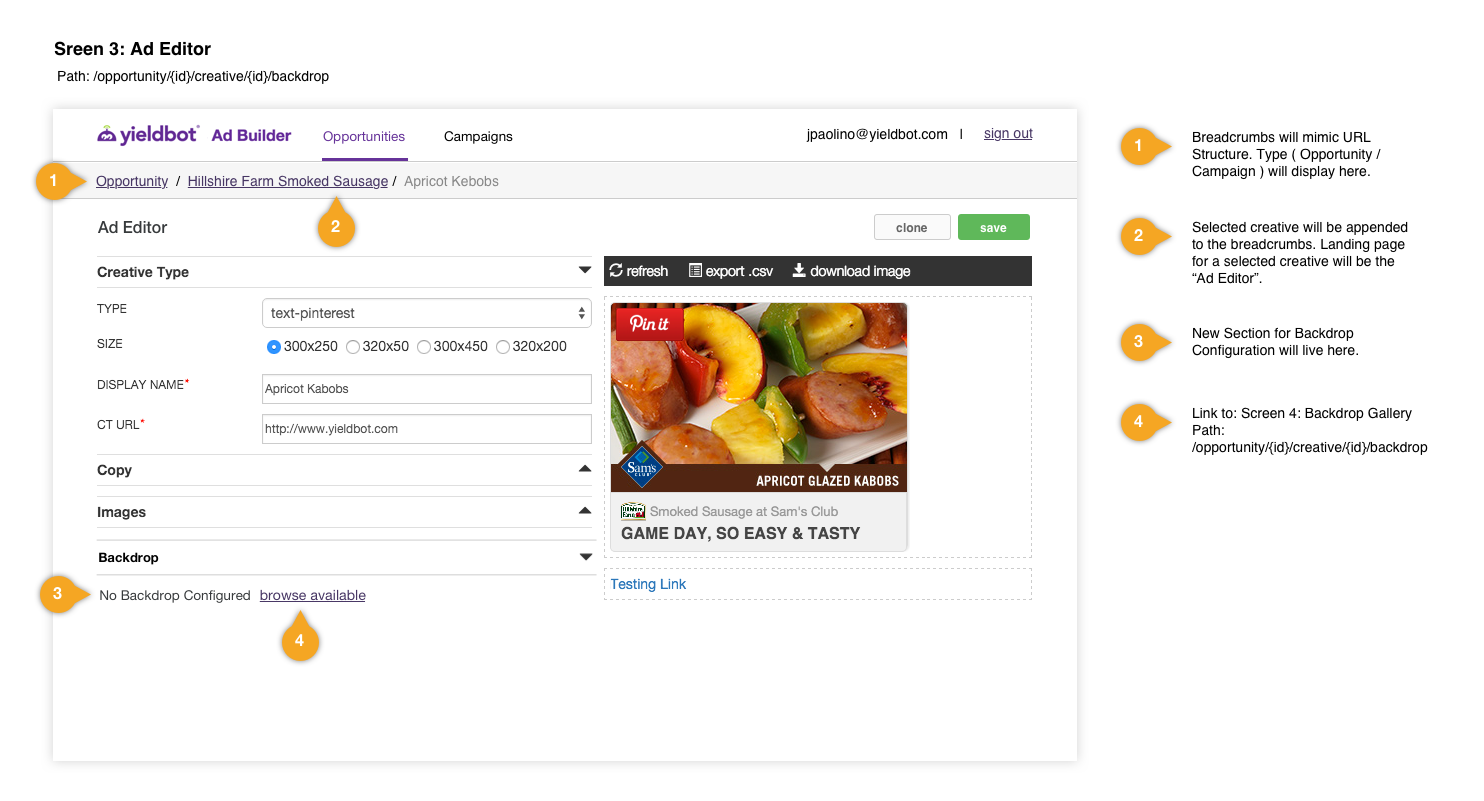 Sreen 3: Ad Editor
Path: /opportunity/{id}/creative/{id}/backdrop
yieldbot® Ad Builder Opportunities Campaigns jpaolino@yieldbot.com | sign out
1 Opportunity / Hillshire Farm Smoked Sausage / Apricot Kebobs
2
Ad Editor clone save
Creative Type
TYPE text-pinterest
SIZE 300x250 320x50 300x450 320x200
DISPLAY NAME* Apricot Kabobs
CT URL* http://www.yieldbot.com
Copy
Images
Backdrop
3 No Backdrop Configured browse available
4
refresh export .csv download image
Pin it
Sam's
CLUB
APRICOT GLAZED KABOBS
Hillshire
Farm
Smoked Sausage at Sam's Club
GAME DAY, SO EASY & TASTY
Testing Link
1 Breadcrumbs will mimic URL
Structure. Type ( Opportunity /
Campaign ) will display here.
2 Selected creative will be appended
to the breadcrumbs. Landing page
for a selected creative will be the
“Ad Editor”.
3 New Section for Backdrop
Configuration will live here.
4 Link to: Screen 4: Backdrop Gallery
Path:
/opportunity/{id}/creative/{id}/backdrop